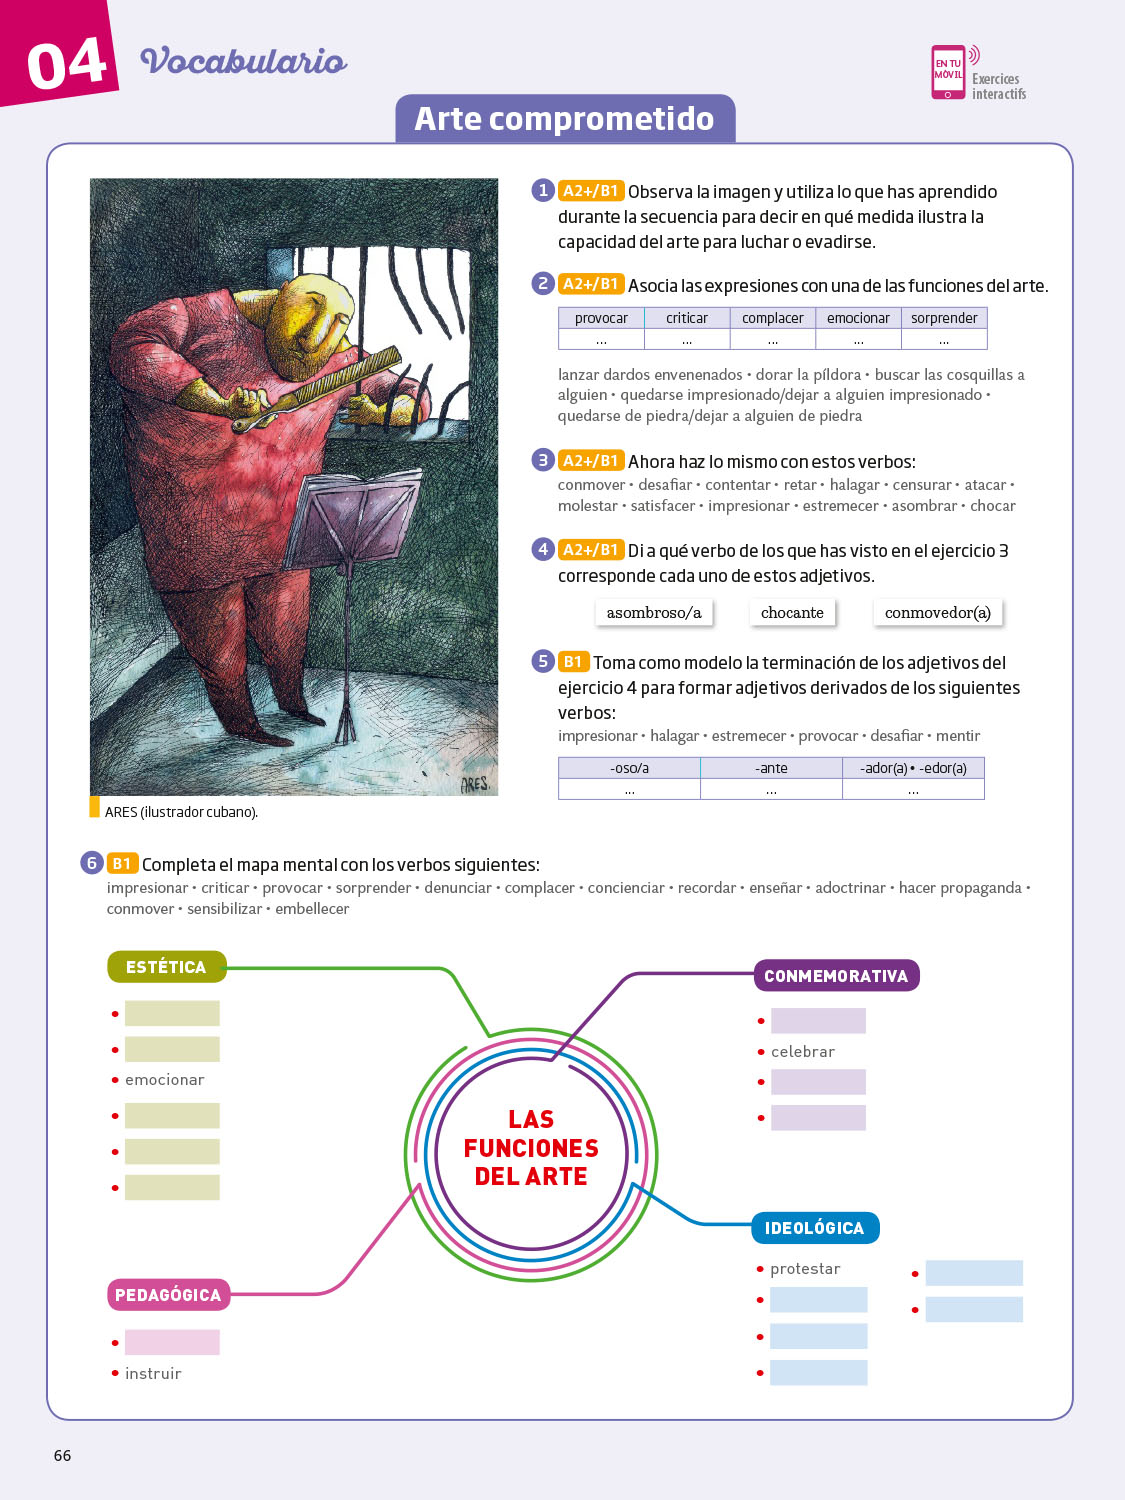 04
Vocabulario
EN TU
MÓVIL
Exercices
interactifs
Arte comprometido
ARES.
ARES (ilustrador cubano).
1 A2+/B1 Observa la imagen y utiliza lo que has aprendido
durante la secuencia para decir en qué medida ilustra la
capacidad del arte para luchar o evadirse.
2 A2+/B1 Asocia las expresiones con una de las funciones del arte.
provocar criticar complacer emocionar sorprender
... ... ... ... ...
lanzar dardos envenenados • dorar la píldora • buscar las cosquillas a
alguien • quedarse impresionado/dejar a alguien impresionado •
quedarse de piedra/dejar a alguien de piedra
3 A2+/B1 Ahora haz lo mismo con estos verbos:
conmover • desafiar • contentar • retar • halagar • censurar • atacar •
molestar • satisfacer • impresionar • estremecer • asombrar • chocar
4 A2+/B1 Di a qué verbo de los que has visto en el ejercicio 3
corresponde cada uno de estos adjetivos.
asombroso/a chocante conmovedor(a)
5 B1 Toma como modelo la terminación de los adjetivos del
ejercicio 4 para formar adjetivos derivados de los siguientes
verbos:
impresionar • halagar • estremecer • provocar • desafiar • mentir
-oso/a -ante -ador(a) • -edor(a)
... ... ...
6 B1 Completa el mapa mental con los verbos siguientes:
impresionar • criticar • provocar • sorprender • denunciar • complacer • concienciar • recordar • enseñar • adoctrinar • hacer propaganda •
conmover • sensibilizar • embellecer
ESTÉTICA
• emocionar
CONMEMORATIVA
• celebrar
LAS
FUNCIONES
DEL ARTE
PEDAGÓGICA
• instruir
IDEOLÓGICA
• protestar
66